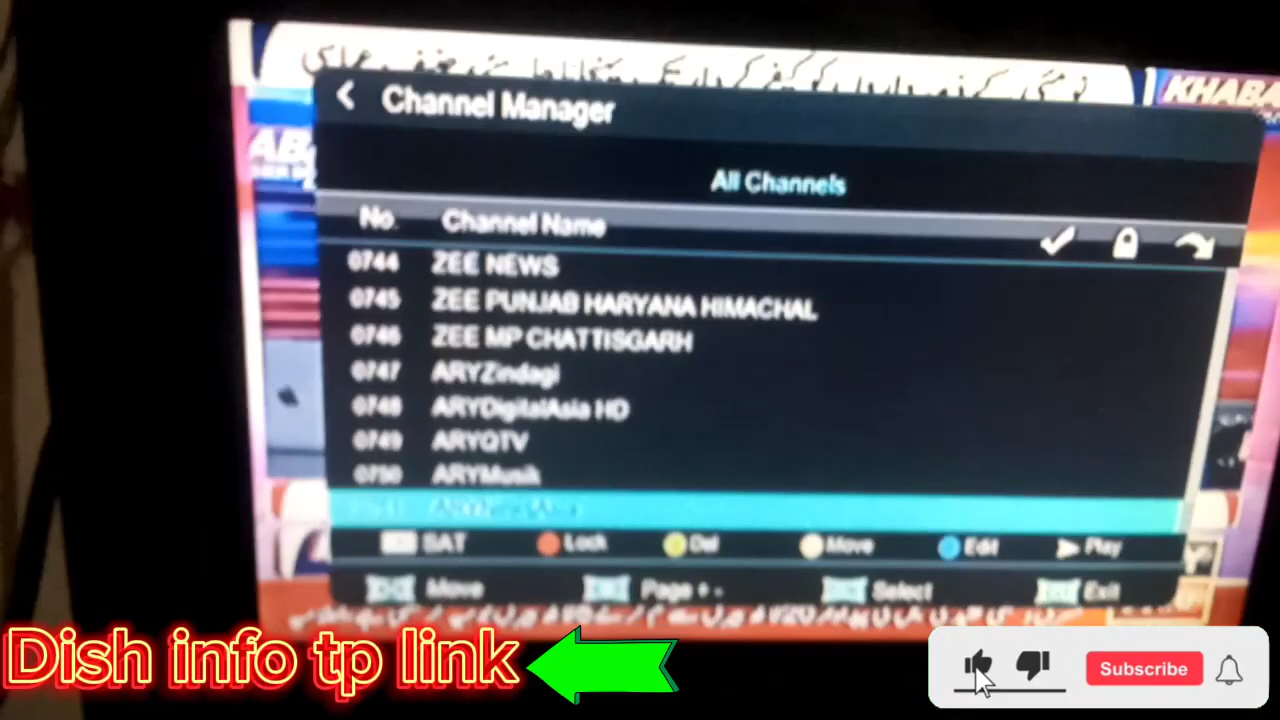 KHABA
Channel Manager
All Channels
No. Channel Name
0744 ZEE NEWS
0745 ZEE PUNJAB HARYANA HIMACHAL
0746 ZEE MP CHATTISGARH
0747 ARYZindagi
0748 ARYDigitalAsia HD
0749 ARYQTV
0750 ARYMusik
SAT Lock Del Move Edit Play
Move Page + - Select Exit
Dish info tp link
Subscribe